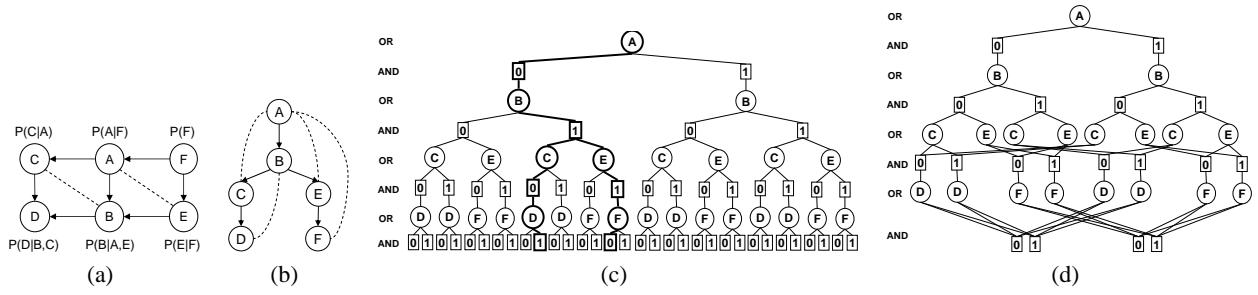 P(C|A) P(A|F) P(F)
C A F
D B E
P(D|B,C) P(B|A,E) P(E|F)
(a)
A
B
C E
D F
(b)
OR A
AND 0 1
OR B B
AND 0 1 0 1
OR C E C E C E C E
AND 0 1 0 1 0 1 0 1 0 1 0 1 0 1 0 1
OR D D F F D D F F D D F F D D F F
AND 0 1 0 1 0 1 0 1 0 1 0 1 0 1 0 1 0 1 0 1 0 1 0 1 0 1 0 1 0 1 0 1
(c)
OR A
AND 0 1
OR B B
AND 0 1 0 1
OR C E C E C E C E
AND 0 1 0 1 0 1 0 1
OR D D F F D D F F
AND 0 1 0 1
(d)